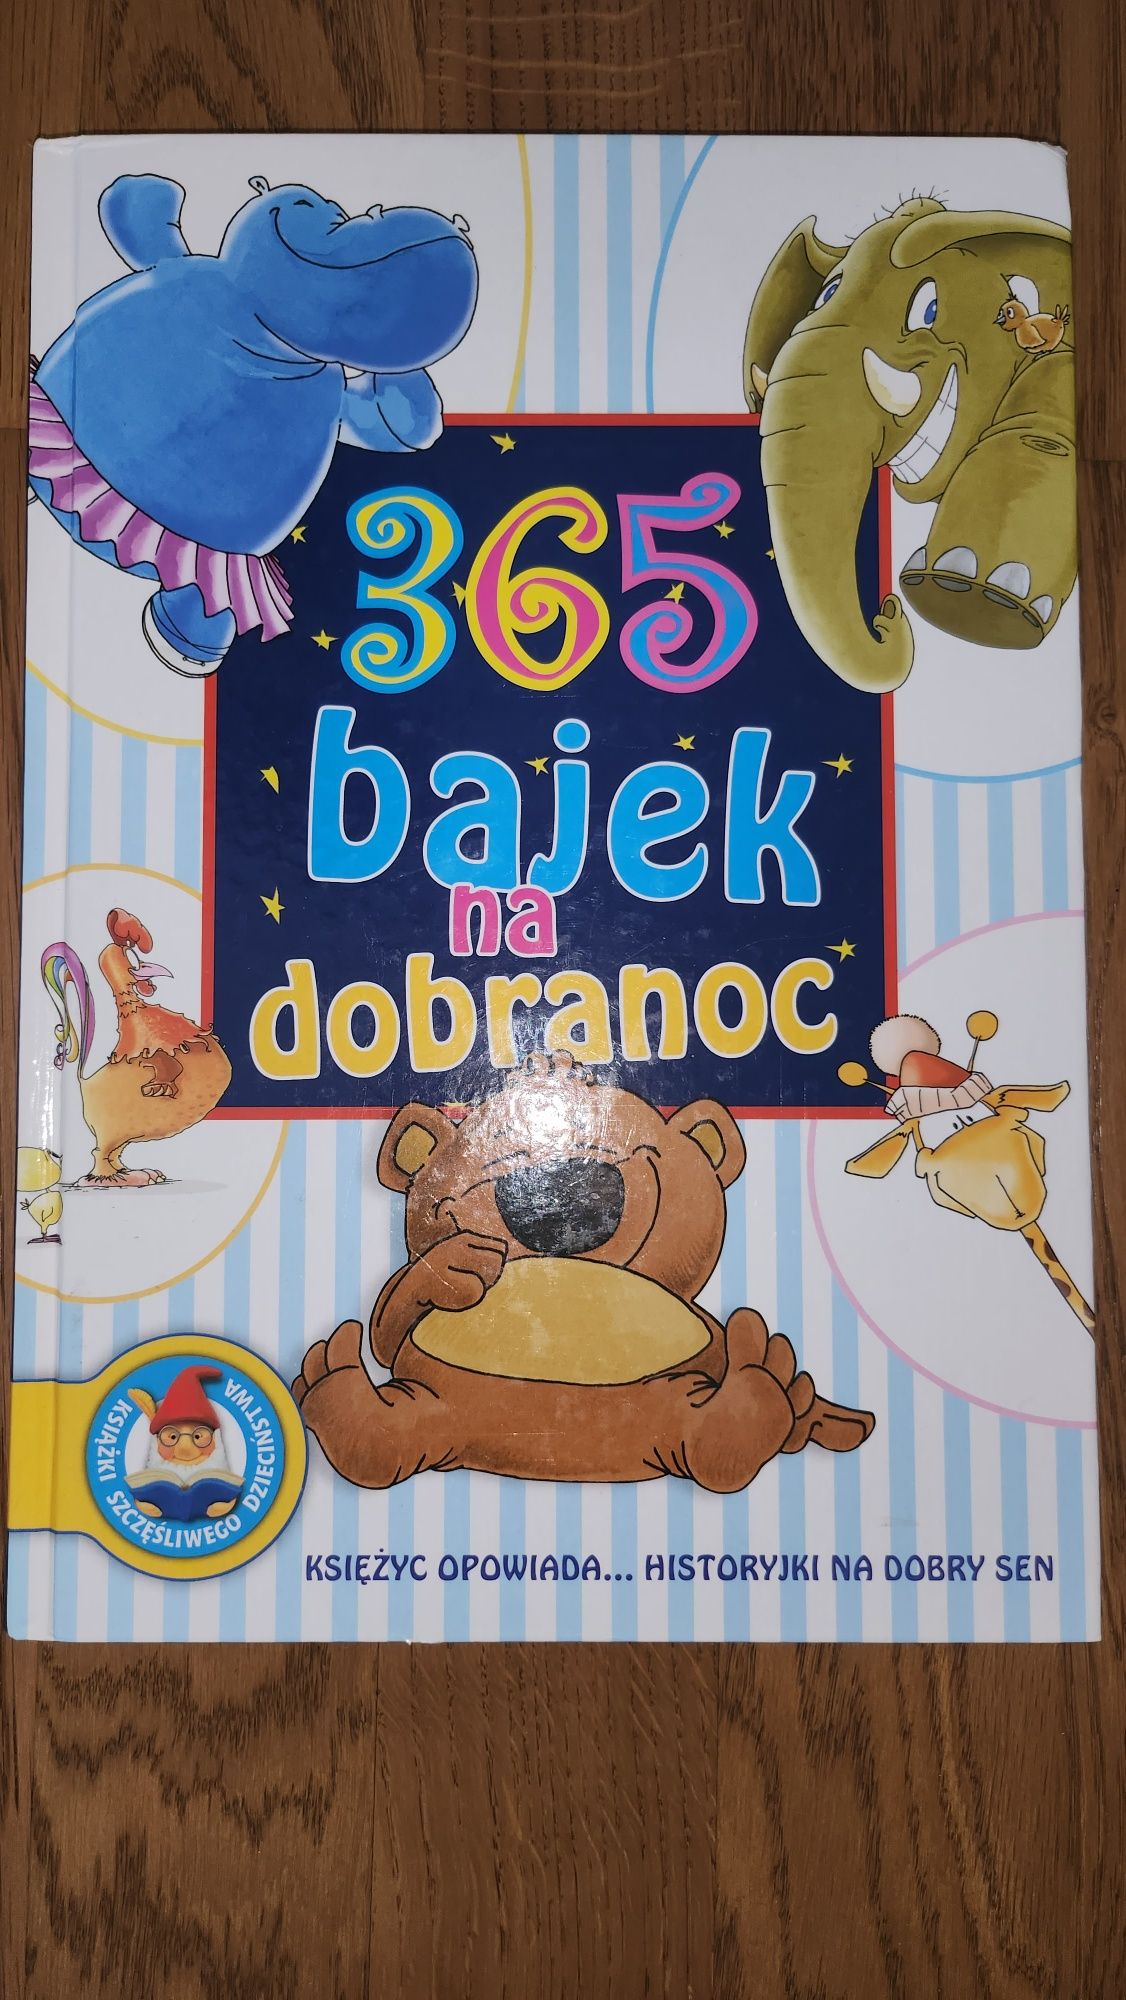 365
bajek
na
dobranoc
KSIĄŻKI SZCZĘŚLIWEGO DZIECIŃSTWA
KSIĘŻYC OPOWIADA... HISTORYJKI NA DOBRY SEN